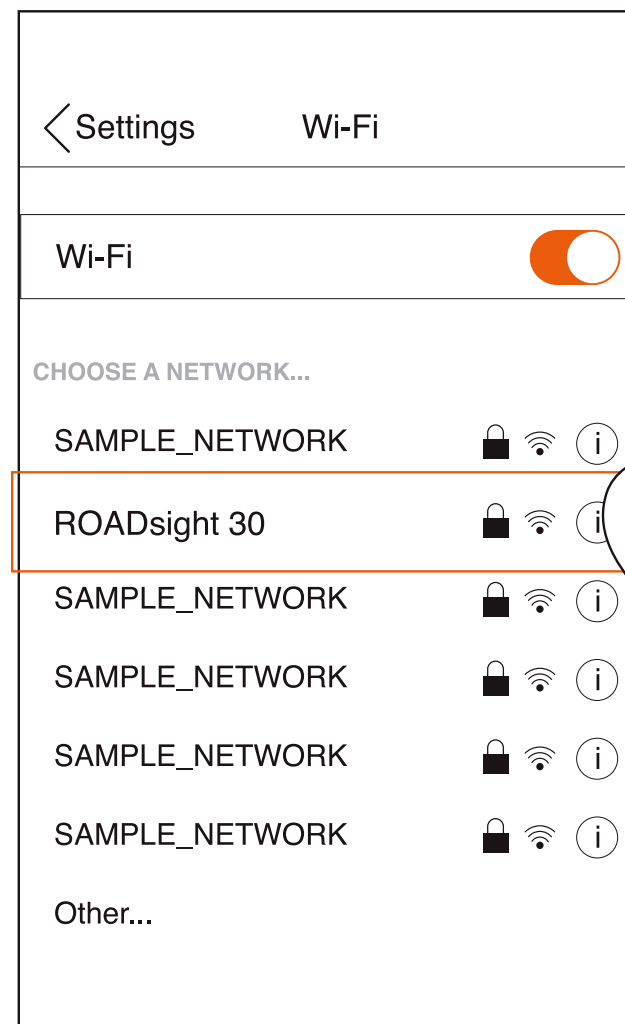 Settings Wi-Fi
Wi-Fi
CHOOSE A NETWORK...
SAMPLE_NETWORK i
ROADsight 30 i
SAMPLE_NETWORK i
SAMPLE_NETWORK i
SAMPLE_NETWORK i
SAMPLE_NETWORK i
Other...